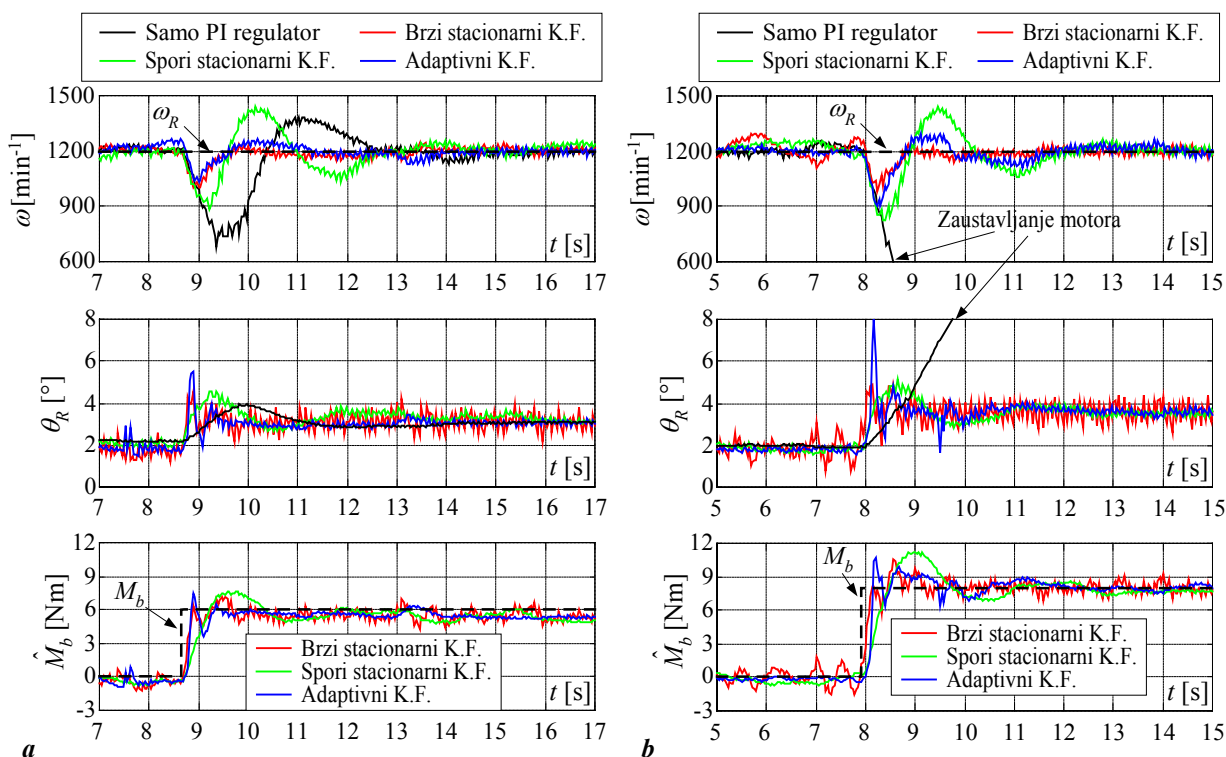 Samo PI regulator
Brzi stacionarni K.F.
Spori stacionarni K.F.
Adaptivni K.F.
1500
1200
900
600
ω [min⁻¹]
ω_R
t [s]
7 8 9 10 11 12 13 14 15 16 17
8
6
4
2
0
θ_R [°]
t [s]
7 8 9 10 11 12 13 14 15 16 17
12
9
6
3
0
-3
M̂_b [Nm]
M_b
Brzi stacionarni K.F.
Spori stacionarni K.F.
Adaptivni K.F.
7 8 9 10 11 12 13 14 15 16 17
a
Samo PI regulator
Brzi stacionarni K.F.
Spori stacionarni K.F.
Adaptivni K.F.
1500
1200
900
600
ω [min⁻¹]
ω_R
Zaustavljanje motora
t [s]
5 6 7 8 9 10 11 12 13 14 15
8
6
4
2
0
θ_R [°]
t [s]
5 6 7 8 9 10 11 12 13 14 15
12
9
6
3
0
-3
M̂_b [Nm]
M_b
Brzi stacionarni K.F.
Spori stacionarni K.F.
Adaptivni K.F.
5 6 7 8 9 10 11 12 13 14 15
b